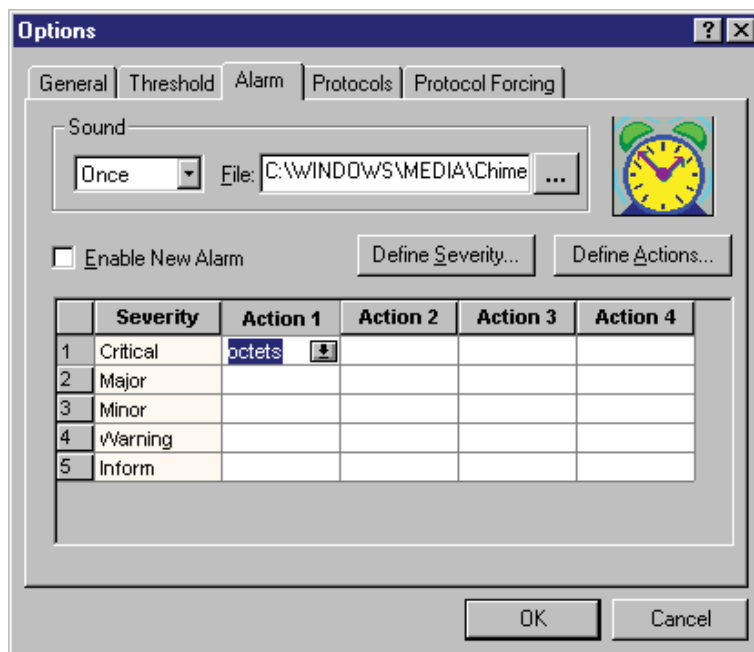 Options ? X
General Threshold Alarm Protocols Protocol Forcing
Sound
Once File: C:\WINDOWS\MEDIA\Chime ...
Enable New Alarm Define Severity... Define Actions...
Severity Action 1 Action 2 Action 3 Action 4
1 Critical octets
2 Major
3 Minor
4 Warning
5 Inform
OK Cancel